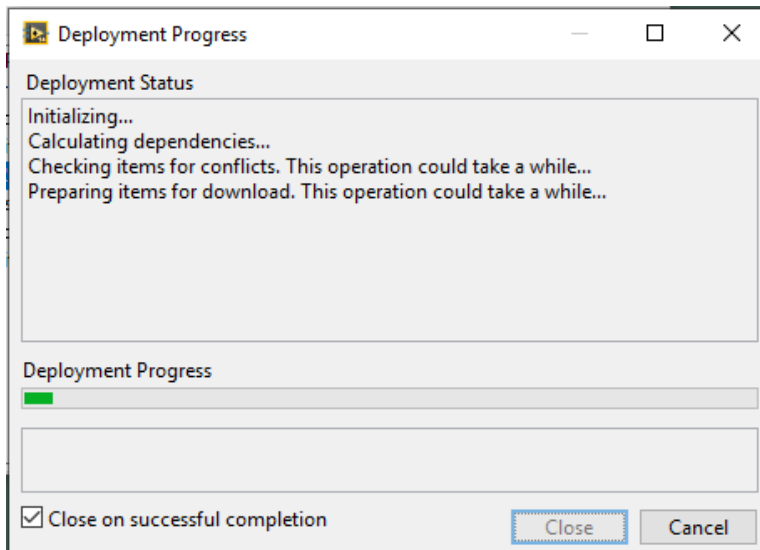 Deployment Progress
Deployment Status
Initializing...
Calculating dependencies...
Checking items for conflicts. This operation could take a while...
Preparing items for download. This operation could take a while...
Deployment Progress
Close on successful completion
Close
Cancel